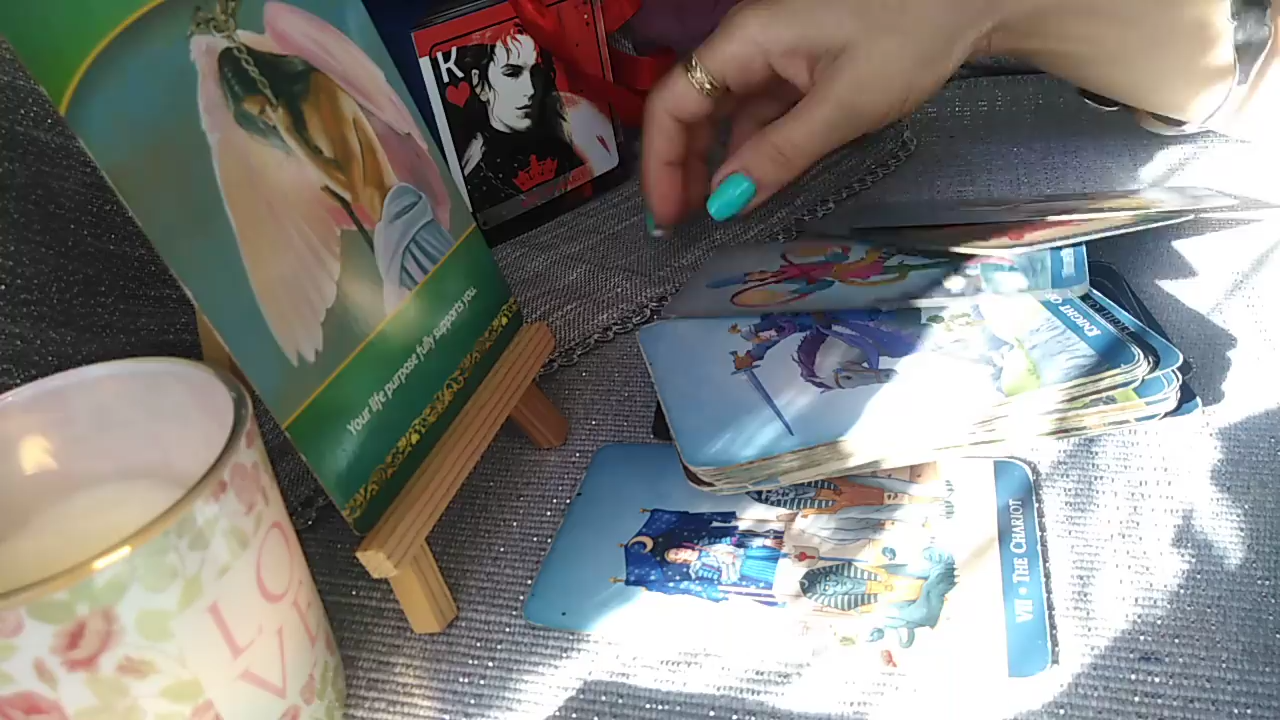 K
Your life purpose fully supports you.
KNIGHT OF
VII • THE CHARIOT
LOVE